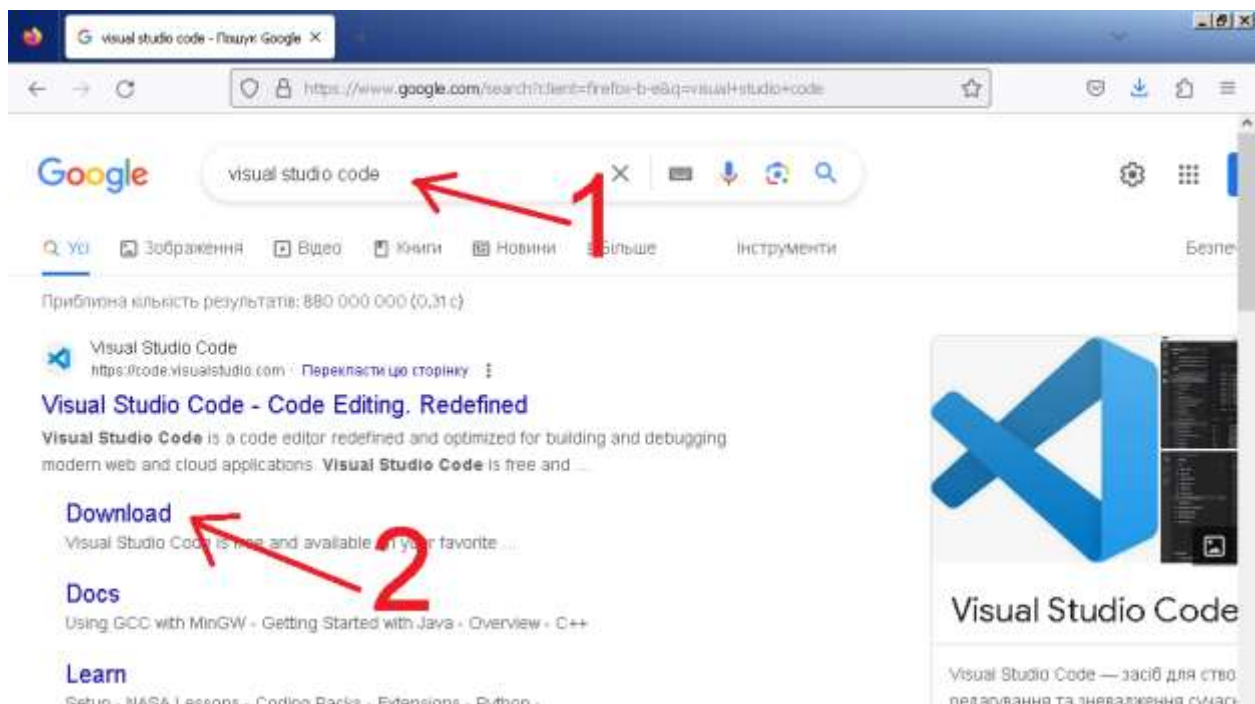 visual studio code - Пошук Google
https://www.google.com/search?client=firefox-b-e&q=visual+studio+code
Google
visual studio code
1
Усі Зображення Відео Книги Новини Більше Інструменти
Приблизна кількість результатів: 880 000 000 (0,31 с)
Visual Studio Code
https://code.visualstudio.com Перекласти цю сторінку
Visual Studio Code - Code Editing. Redefined
Visual Studio Code is a code editor redefined and optimized for building and debugging
modern web and cloud applications. Visual Studio Code is free and ...
Download
Visual Studio Code is free and available on your favorite ...
2
Docs
Using GCC with MinGW - Getting Started with Java - Overview - C++
Learn
Setup - NASA Lessons - Coding Packs - Extensions - Python -
Visual Studio Code
Visual Studio Code — засіб для ство
редагування та зневадження сучасн